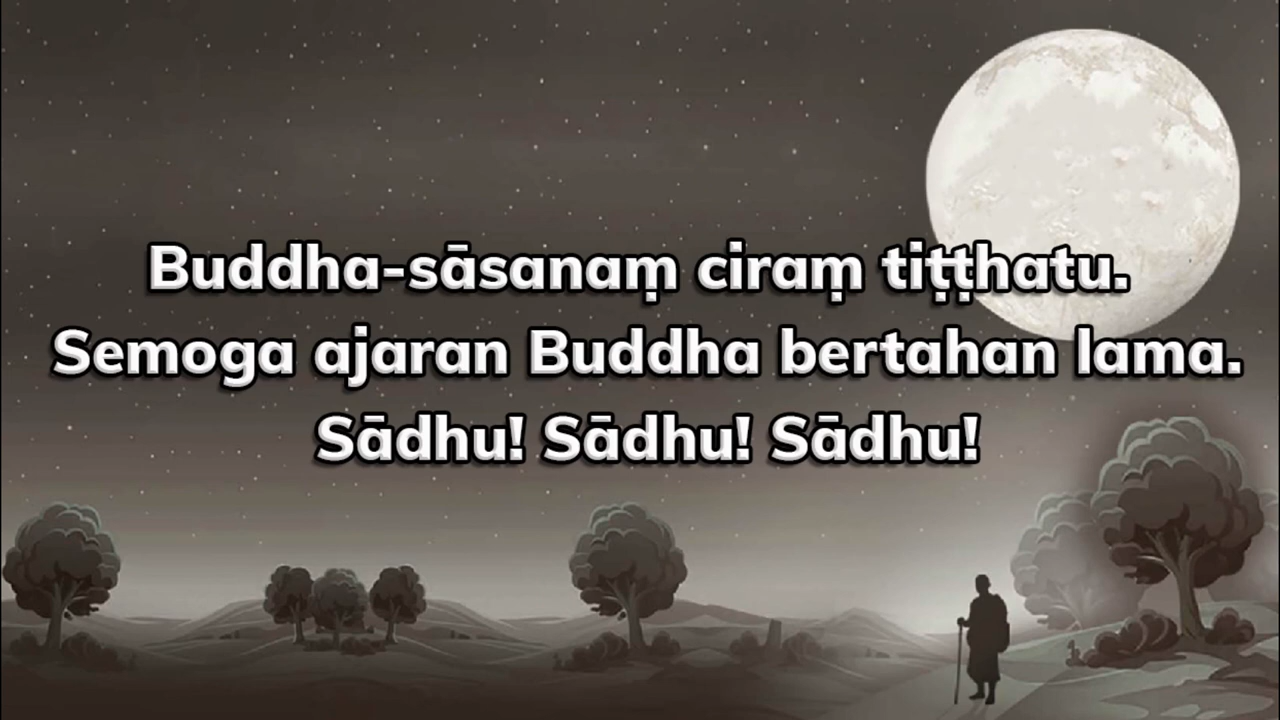 Buddha-sāsanaṃ ciraṃ tiṭṭhatu.
Semoga ajaran Buddha bertahan lama.
Sādhu! Sādhu! Sādhu!